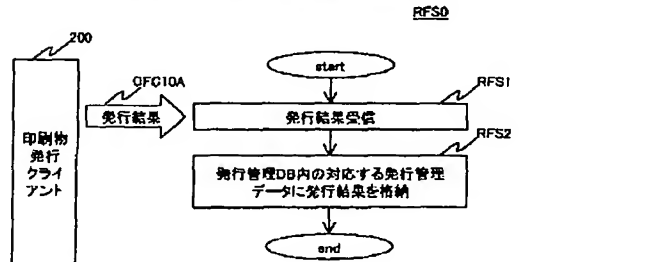 RFS0
200
OFC10A
start
RFS1
発行結果
発行結果受信
RFS2
印刷物
発行
クライ
アント
発行管理DB内の対応する発行管理
データに発行結果を格納
end